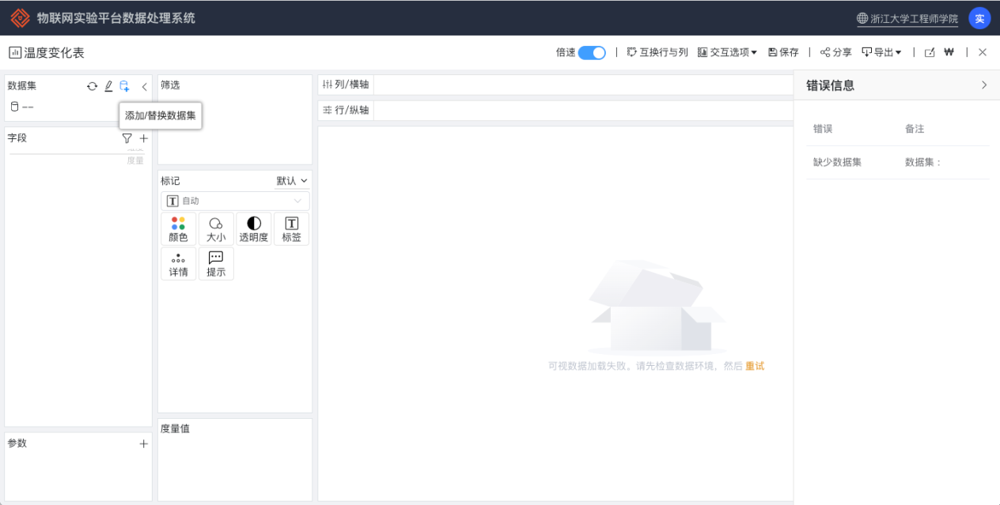 物联网实验平台数据处理系统
浙江大学工程师学院
实
温度变化表
倍速
互换行与列
交互选项
保存
分享
导出
数据集
--
添加/替换数据集
字段
度量
参数
筛选
标记
默认
T 自动
颜色
大小
透明度
T
标签
详情
提示
度量值
列/横轴
行/纵轴
可视数据加载失败。请先检查数据环境，然后 重试
错误信息
错误 备注
缺少数据集 数据集：